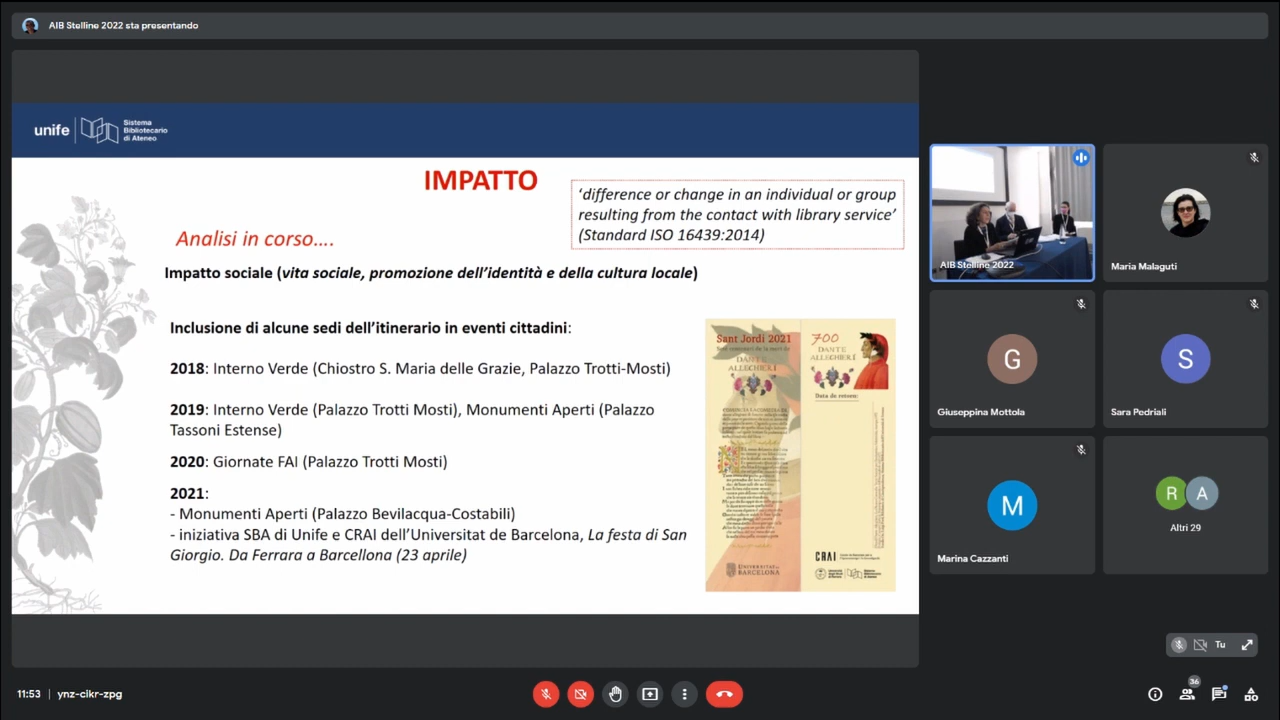 AIB Stelline 2022 sta presentando
unife
Sistema
Bibliotecario
di Ateneo
IMPATTO
'difference or change in an individual or group
resulting from the contact with library service'
(Standard ISO 16439:2014)
Analisi in corso....
Impatto sociale (vita sociale, promozione dell'identità e della cultura locale)
Inclusione di alcune sedi dell'itinerario in eventi cittadini:
2018: Interno Verde (Chiostro S. Maria delle Grazie, Palazzo Trotti-Mosti)
2019: Interno Verde (Palazzo Trotti Mosti), Monumenti Aperti (Palazzo
Tassoni Estense)
2020: Giornate FAI (Palazzo Trotti Mosti)
2021:
- Monumenti Aperti (Palazzo Bevilacqua-Costabili)
- iniziativa SBA di Unife e CRAI dell'Universitat de Barcelona, La festa di San
Giorgio. Da Ferrara a Barcellona (23 aprile)
Sant Jordi 2021
DANTE
ALLEGHIERI
UNIVERSITAT DE
BARCELONA
700
DANTE
ALLEGHIERI
Data de retorn:
CRAI
AIB Stelline 2022
Maria Malaguti
G
Giuseppina Mottola
S
Sara Pedriali
M
Marina Cazzanti
R A
Altri 29
Tu
11:53 | ynz-cikr-zpg
36